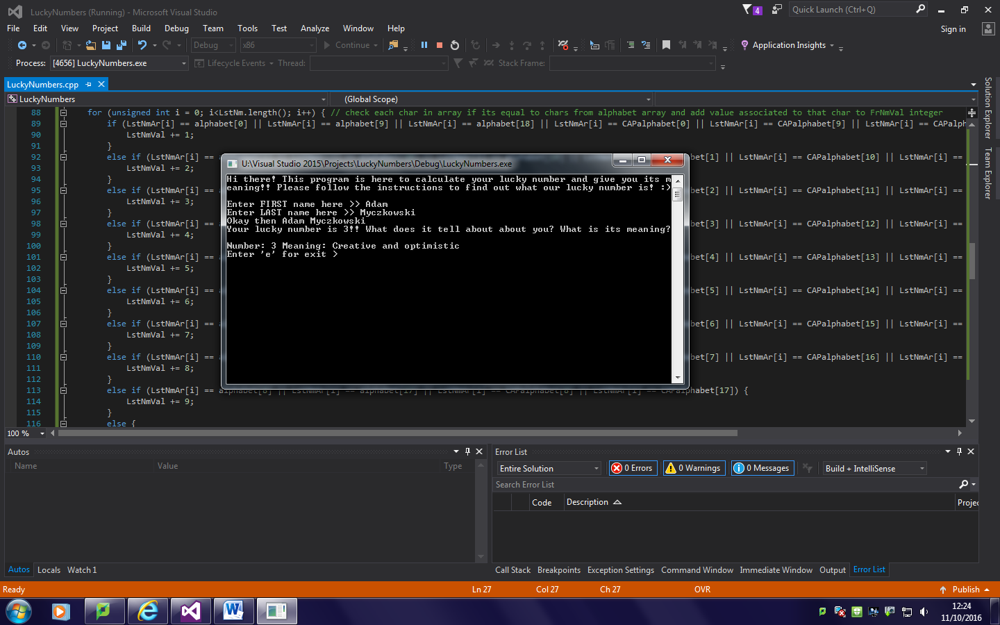 LuckyNumbers (Running) - Microsoft Visual Studio
4
Quick Launch (Ctrl+Q)
File Edit View Project Build Debug Team Tools Test Analyze Window Help
Sign in
Debug x86 Continue Application Insights
Process: [4656] LuckyNumbers.exe Lifecycle Events Thread: Stack Frame:
LuckyNumbers.cpp
LuckyNumbers (Global Scope)
88 for (unsigned int i = 0; i<LstNm.length(); i++) { // check each char in array if its equal to chars from alphabet array and add value associated to that char to FrNmVal integer
89 if (LstNmAr[i] == alphabet[0] || LstNmAr[i] == alphabet[9] || LstNmAr[i] == alphabet[18] || LstNmAr[i] == CAPalphabet[0] || LstNmAr[i] == CAPalphabet[9] || LstNmAr[i] == CAPalph
90 LstNmVal += 1;
91 }
92 else if (LstNmAr[i] == bet[1] || LstNmAr[i] == CAPalphabet[10] || LstNmAr[i] ==
93 LstNmVal += 2;
94 }
95 else if (LstNmAr[i] == bet[2] || LstNmAr[i] == CAPalphabet[11] || LstNmAr[i] ==
96 LstNmVal += 3;
97 }
98 else if (LstNmAr[i] == bet[3] || LstNmAr[i] == CAPalphabet[12] || LstNmAr[i] ==
99 LstNmVal += 4;
100 }
101 else if (LstNmAr[i] == bet[4] || LstNmAr[i] == CAPalphabet[13] || LstNmAr[i] ==
102 LstNmVal += 5;
103 }
104 else if (LstNmAr[i] == bet[5] || LstNmAr[i] == CAPalphabet[14] || LstNmAr[i] ==
105 LstNmVal += 6;
106 }
107 else if (LstNmAr[i] == bet[6] || LstNmAr[i] == CAPalphabet[15] || LstNmAr[i] ==
108 LstNmVal += 7;
109 }
110 else if (LstNmAr[i] == bet[7] || LstNmAr[i] == CAPalphabet[16] || LstNmAr[i] ==
111 LstNmVal += 8;
112 }
113 else if (LstNmAr[i] == alphabet[8] || LstNmAr[i] == alphabet[17] || LstNmAr[i] == CAPalphabet[8] || LstNmAr[i] == CAPalphabet[17]) {
114 LstNmVal += 9;
115 }
116 else {
U:\Visual Studio 2015\Projects\LuckyNumbers\Debug\LuckyNumbers.exe
Hi there! This program is here to calculate your lucky number and give you its m
eaning!! Please follow the instructions to find out what our lucky number is! :)
Enter FIRST name here >> Adam
Enter LAST name here >> Myczkowski
Okay then Adam Myczkowski
Your lucky number is 3!! What does it tell about about you? What is its meaning?
Number: 3 Meaning: Creative and optimistic
Enter 'e' for exit >
Solution Explorer
Team Explorer
100 %
Autos
Name Value Type
Autos Locals Watch 1
Error List
Entire Solution 0 Errors 0 Warnings 0 Messages Build + IntelliSense
Search Error List
Code Description Projec
Call Stack Breakpoints Exception Settings Command Window Immediate Window Output Error List
Ready Ln 27 Col 27 Ch 27 OVR Publish
12:24
11/10/2016